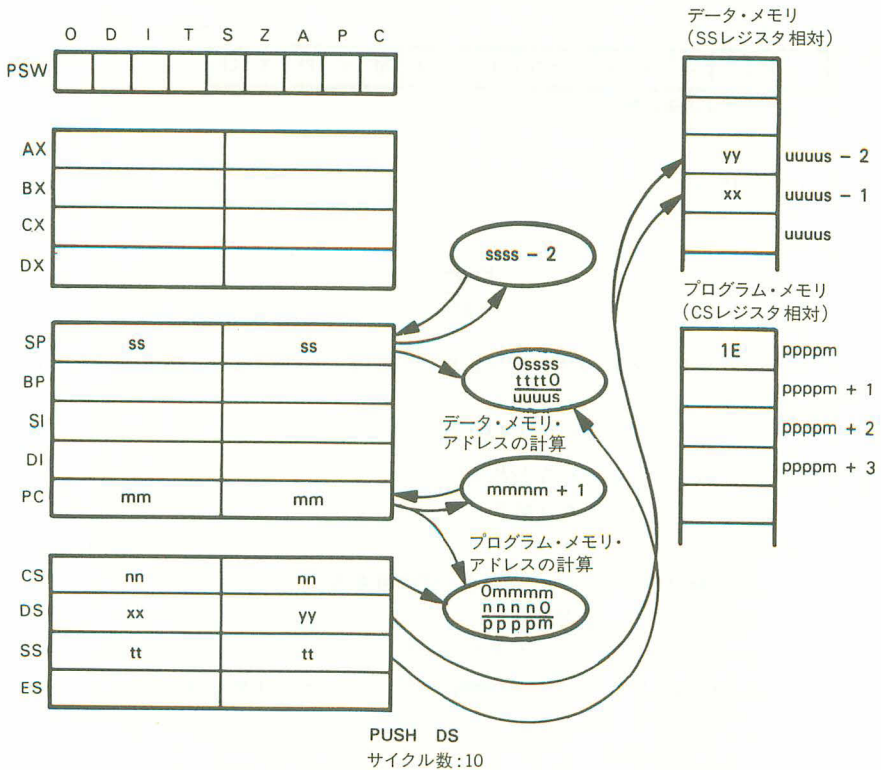 O D I T S Z A P C
PSW
AX
BX
CX
DX
SP ss ss
BP
SI
DI
PC mm mm
CS nn nn
DS xx yy
SS tt tt
ES
ssss − 2
0ssss
tttt0
uuuus
データ・メモリ・
アドレスの計算
mmmm + 1
プログラム・メモリ・
アドレスの計算
0mmmm
nnnn0
ppppm
データ・メモリ
(SSレジスタ相対)
yy uuuus − 2
xx uuuus − 1
uuuus
プログラム・メモリ
(CSレジスタ相対)
1E ppppm
ppppm + 1
ppppm + 2
ppppm + 3
PUSH DS
サイクル数:10